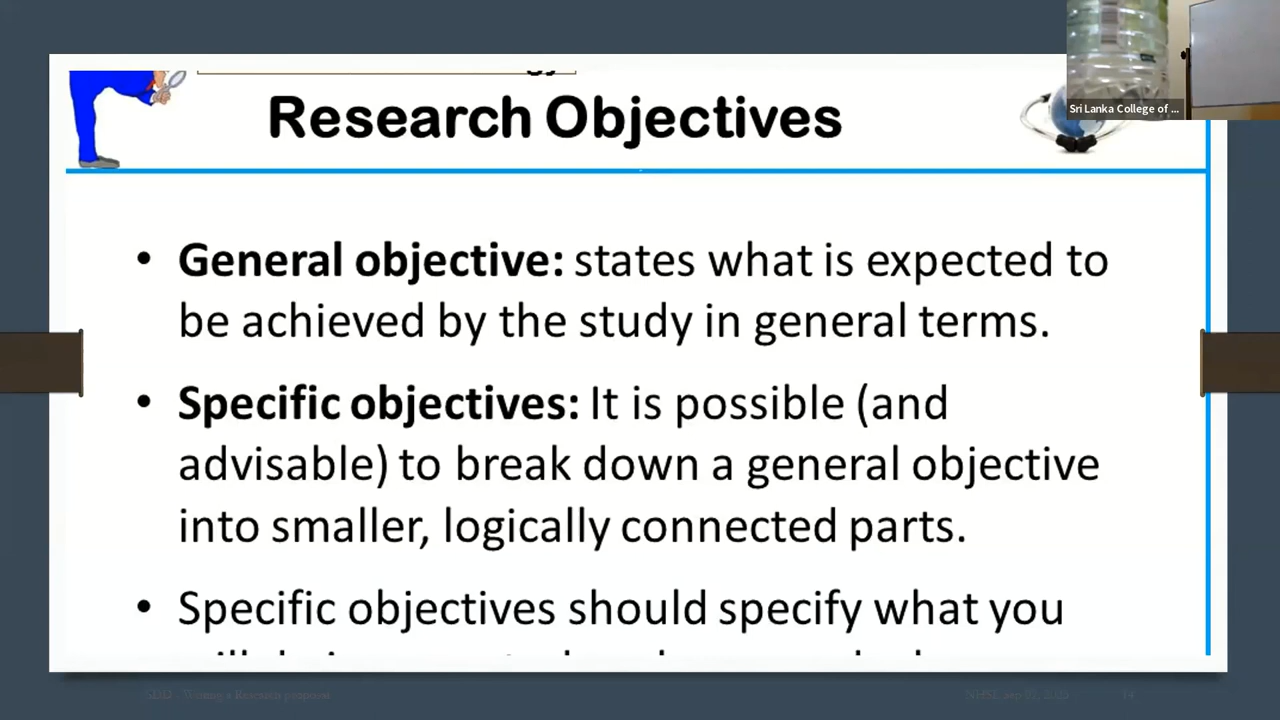 Sri Lanka College of ...
Research Objectives
• General objective: states what is expected to
be achieved by the study in general terms.
• Specific objectives: It is possible (and
advisable) to break down a general objective
into smaller, logically connected parts.
• Specific objectives should specify what you
14